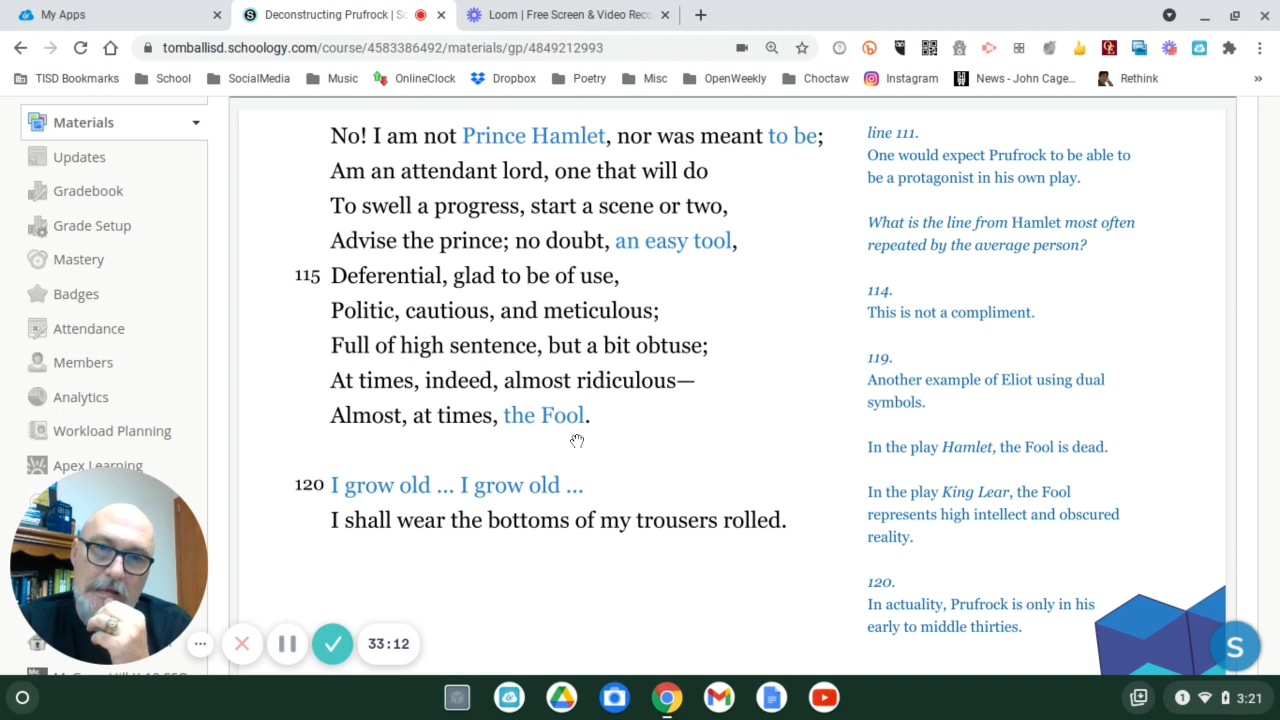 My Apps
Deconstructing Prufrock | Sc
Loom | Free Screen & Video Reco
tomballisd.schoology.com/course/4583386492/materials/gp/4849212993
TISD Bookmarks School SocialMedia Music OnlineClock Dropbox Poetry Misc OpenWeekly Choctaw Instagram News - John Cage... Rethink »
Materials
Updates
Gradebook
Grade Setup
Mastery
Badges
Attendance
Members
Analytics
Workload Planning
Apex Learning
No! I am not Prince Hamlet, nor was meant to be;
Am an attendant lord, one that will do
To swell a progress, start a scene or two,
Advise the prince; no doubt, an easy tool,
115 Deferential, glad to be of use,
Politic, cautious, and meticulous;
Full of high sentence, but a bit obtuse;
At times, indeed, almost ridiculous—
Almost, at times, the Fool.
120 I grow old ... I grow old ...
I shall wear the bottoms of my trousers rolled.
line 111.
One would expect Prufrock to be able to
be a protagonist in his own play.
What is the line from Hamlet most often
repeated by the average person?
114.
This is not a compliment.
119.
Another example of Eliot using dual
symbols.
In the play Hamlet, the Fool is dead.
In the play King Lear, the Fool
represents high intellect and obscured
reality.
120.
In actuality, Prufrock is only in his
early to middle thirties.
33:12
S
1
3:21